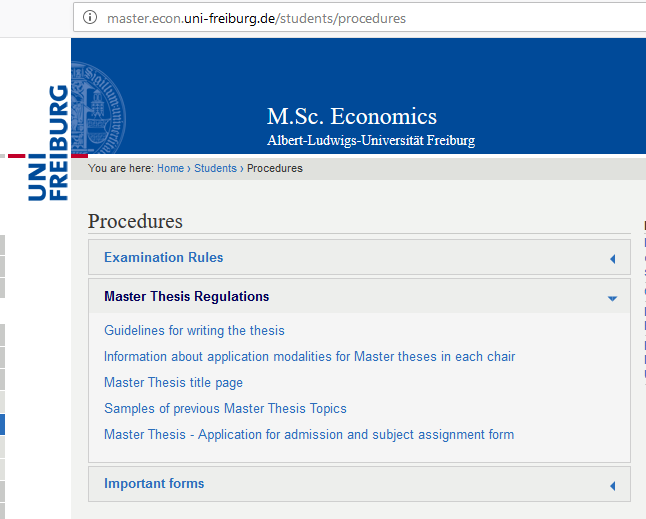 master.econ.uni-freiburg.de/students/procedures
UNI
FREIBURG
M.Sc. Economics
Albert-Ludwigs-Universität Freiburg
You are here: Home › Students › Procedures
Procedures
Examination Rules
Master Thesis Regulations
Guidelines for writing the thesis
Information about application modalities for Master theses in each chair
Master Thesis title page
Samples of previous Master Thesis Topics
Master Thesis - Application for admission and subject assignment form
Important forms